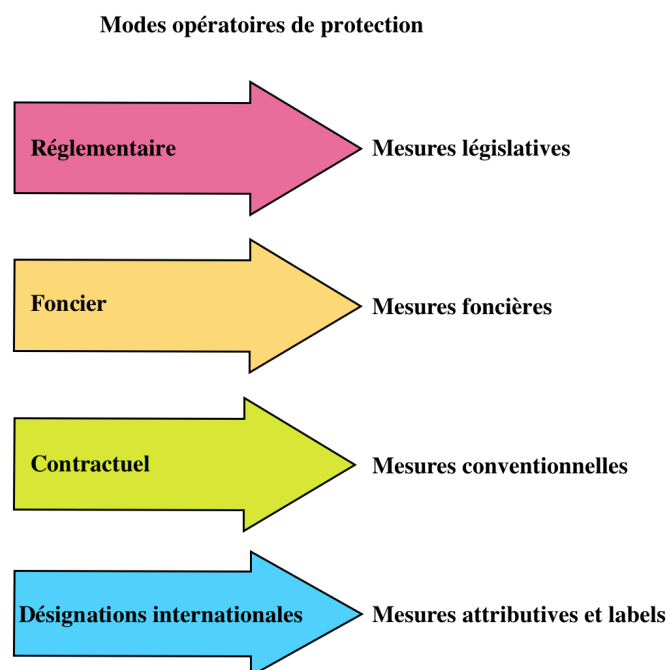 Modes opératoires de protection
Réglementaire
Mesures législatives
Foncier
Mesures foncières
Contractuel
Mesures conventionnelles
Désignations internationales
Mesures attributives et labels